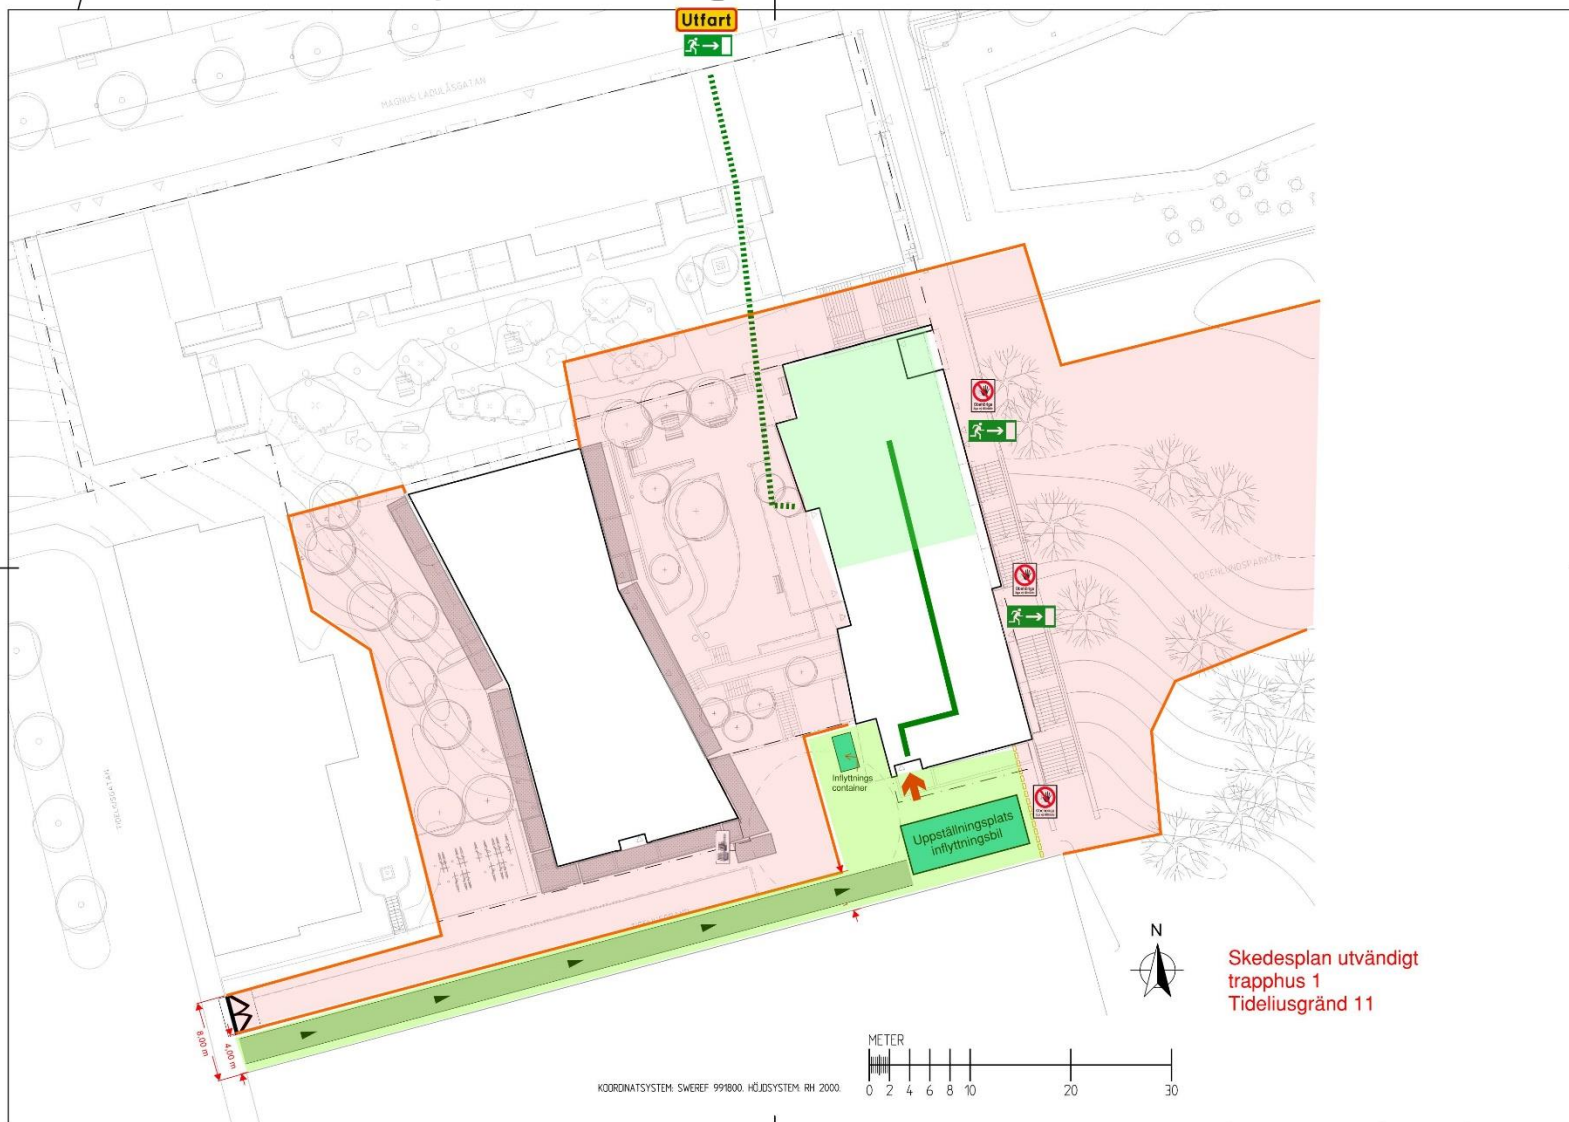 Utfart
MAGNUS LADULÅSGATAN
ROSENLUNDSPARKEN
Inflyttnings
container
Uppställningsplats
inflyttningsbil
8,00 m
4,00 m
N
Skedesplan utvändigt
trapphus 1
Tideliusgränd 11
METER
0 2 4 6 8 10 20 30
KOORDINATSYSTEM: SWEREF 991800. HÖJDSYSTEM: RH 2000.